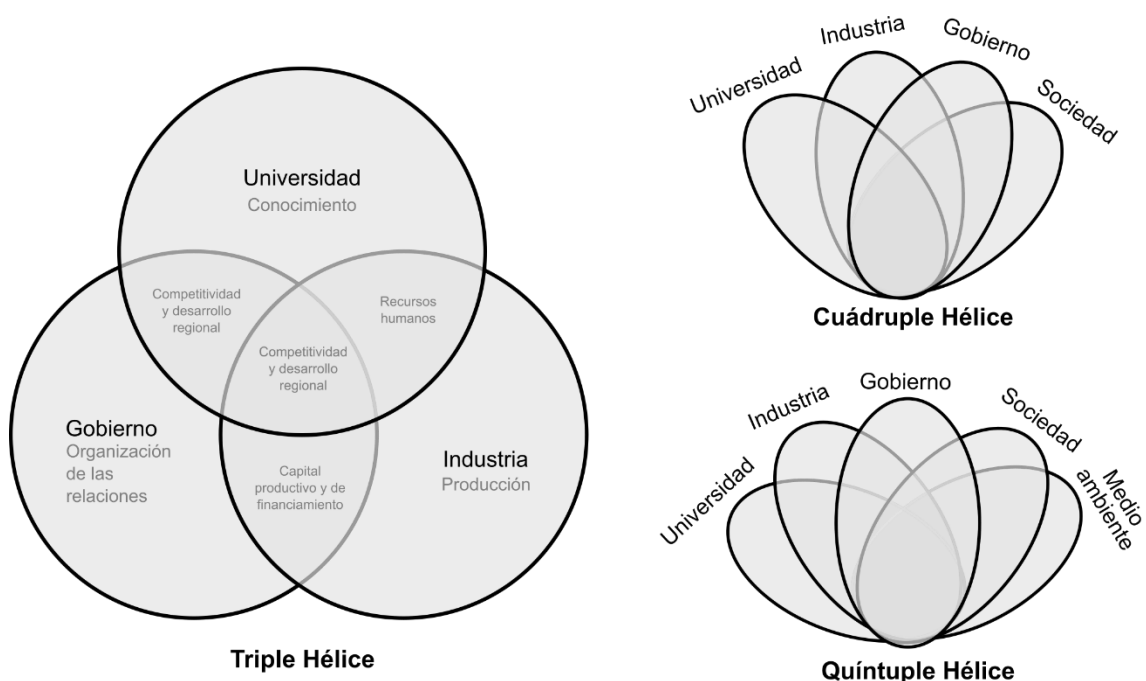 Universidad
Conocimiento
Competitividad
y desarrollo
regional
Recursos
humanos
Competitividad
y desarrollo
regional
Gobierno
Organización
de las
relaciones
Industria
Producción
Capital
productivo y de
financiamiento
Triple Hélice
Universidad
Industria
Gobierno
Sociedad
Cuádruple Hélice
Universidad
Industria
Gobierno
Sociedad
Medio
ambiente
Quíntuple Hélice